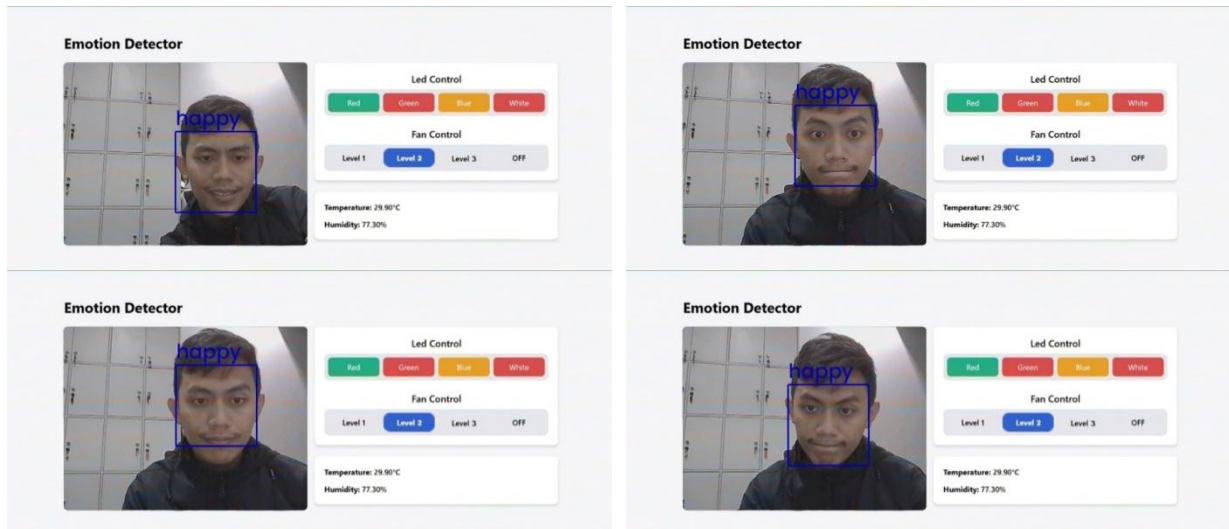 Emotion Detector
happy
Led Control
Red Green Blue White
Fan Control
Level 1 Level 2 Level 3 OFF
Temperature: 29.90°C
Humidity: 77.30%
Emotion Detector
happy
Led Control
Red Green Blue White
Fan Control
Level 1 Level 2 Level 3 OFF
Temperature: 29.90°C
Humidity: 77.30%
Emotion Detector
happy
Led Control
Red Green Blue White
Fan Control
Level 1 Level 2 Level 3 OFF
Temperature: 29.90°C
Humidity: 77.30%
Emotion Detector
happy
Led Control
Red Green Blue White
Fan Control
Level 1 Level 2 Level 3 OFF
Temperature: 29.90°C
Humidity: 77.30%